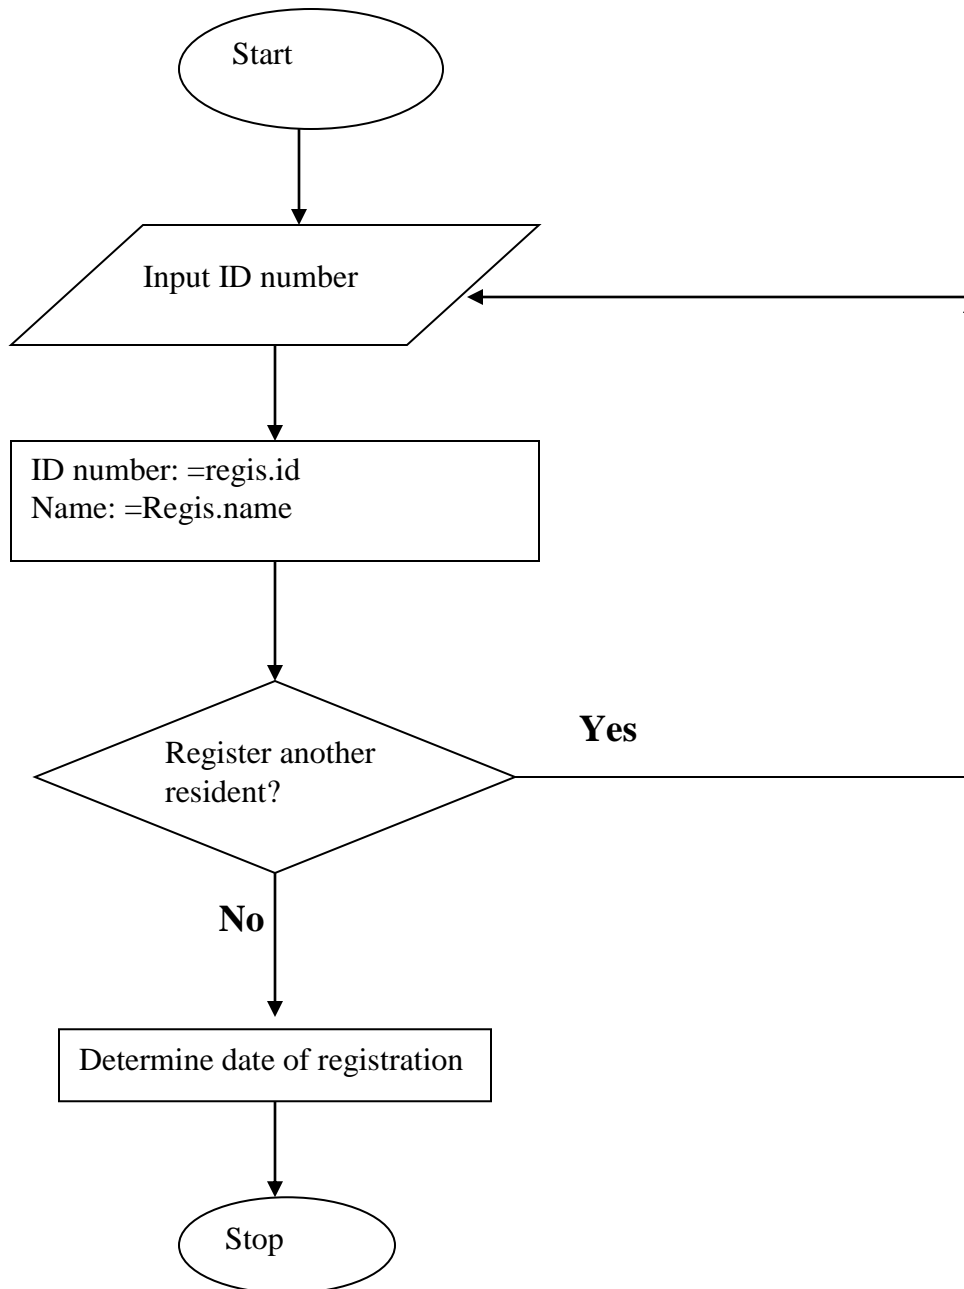 Start
Input ID number
ID number: =regis.id
Name: =Regis.name
Register another
resident?
Yes
No
Determine date of registration
Stop